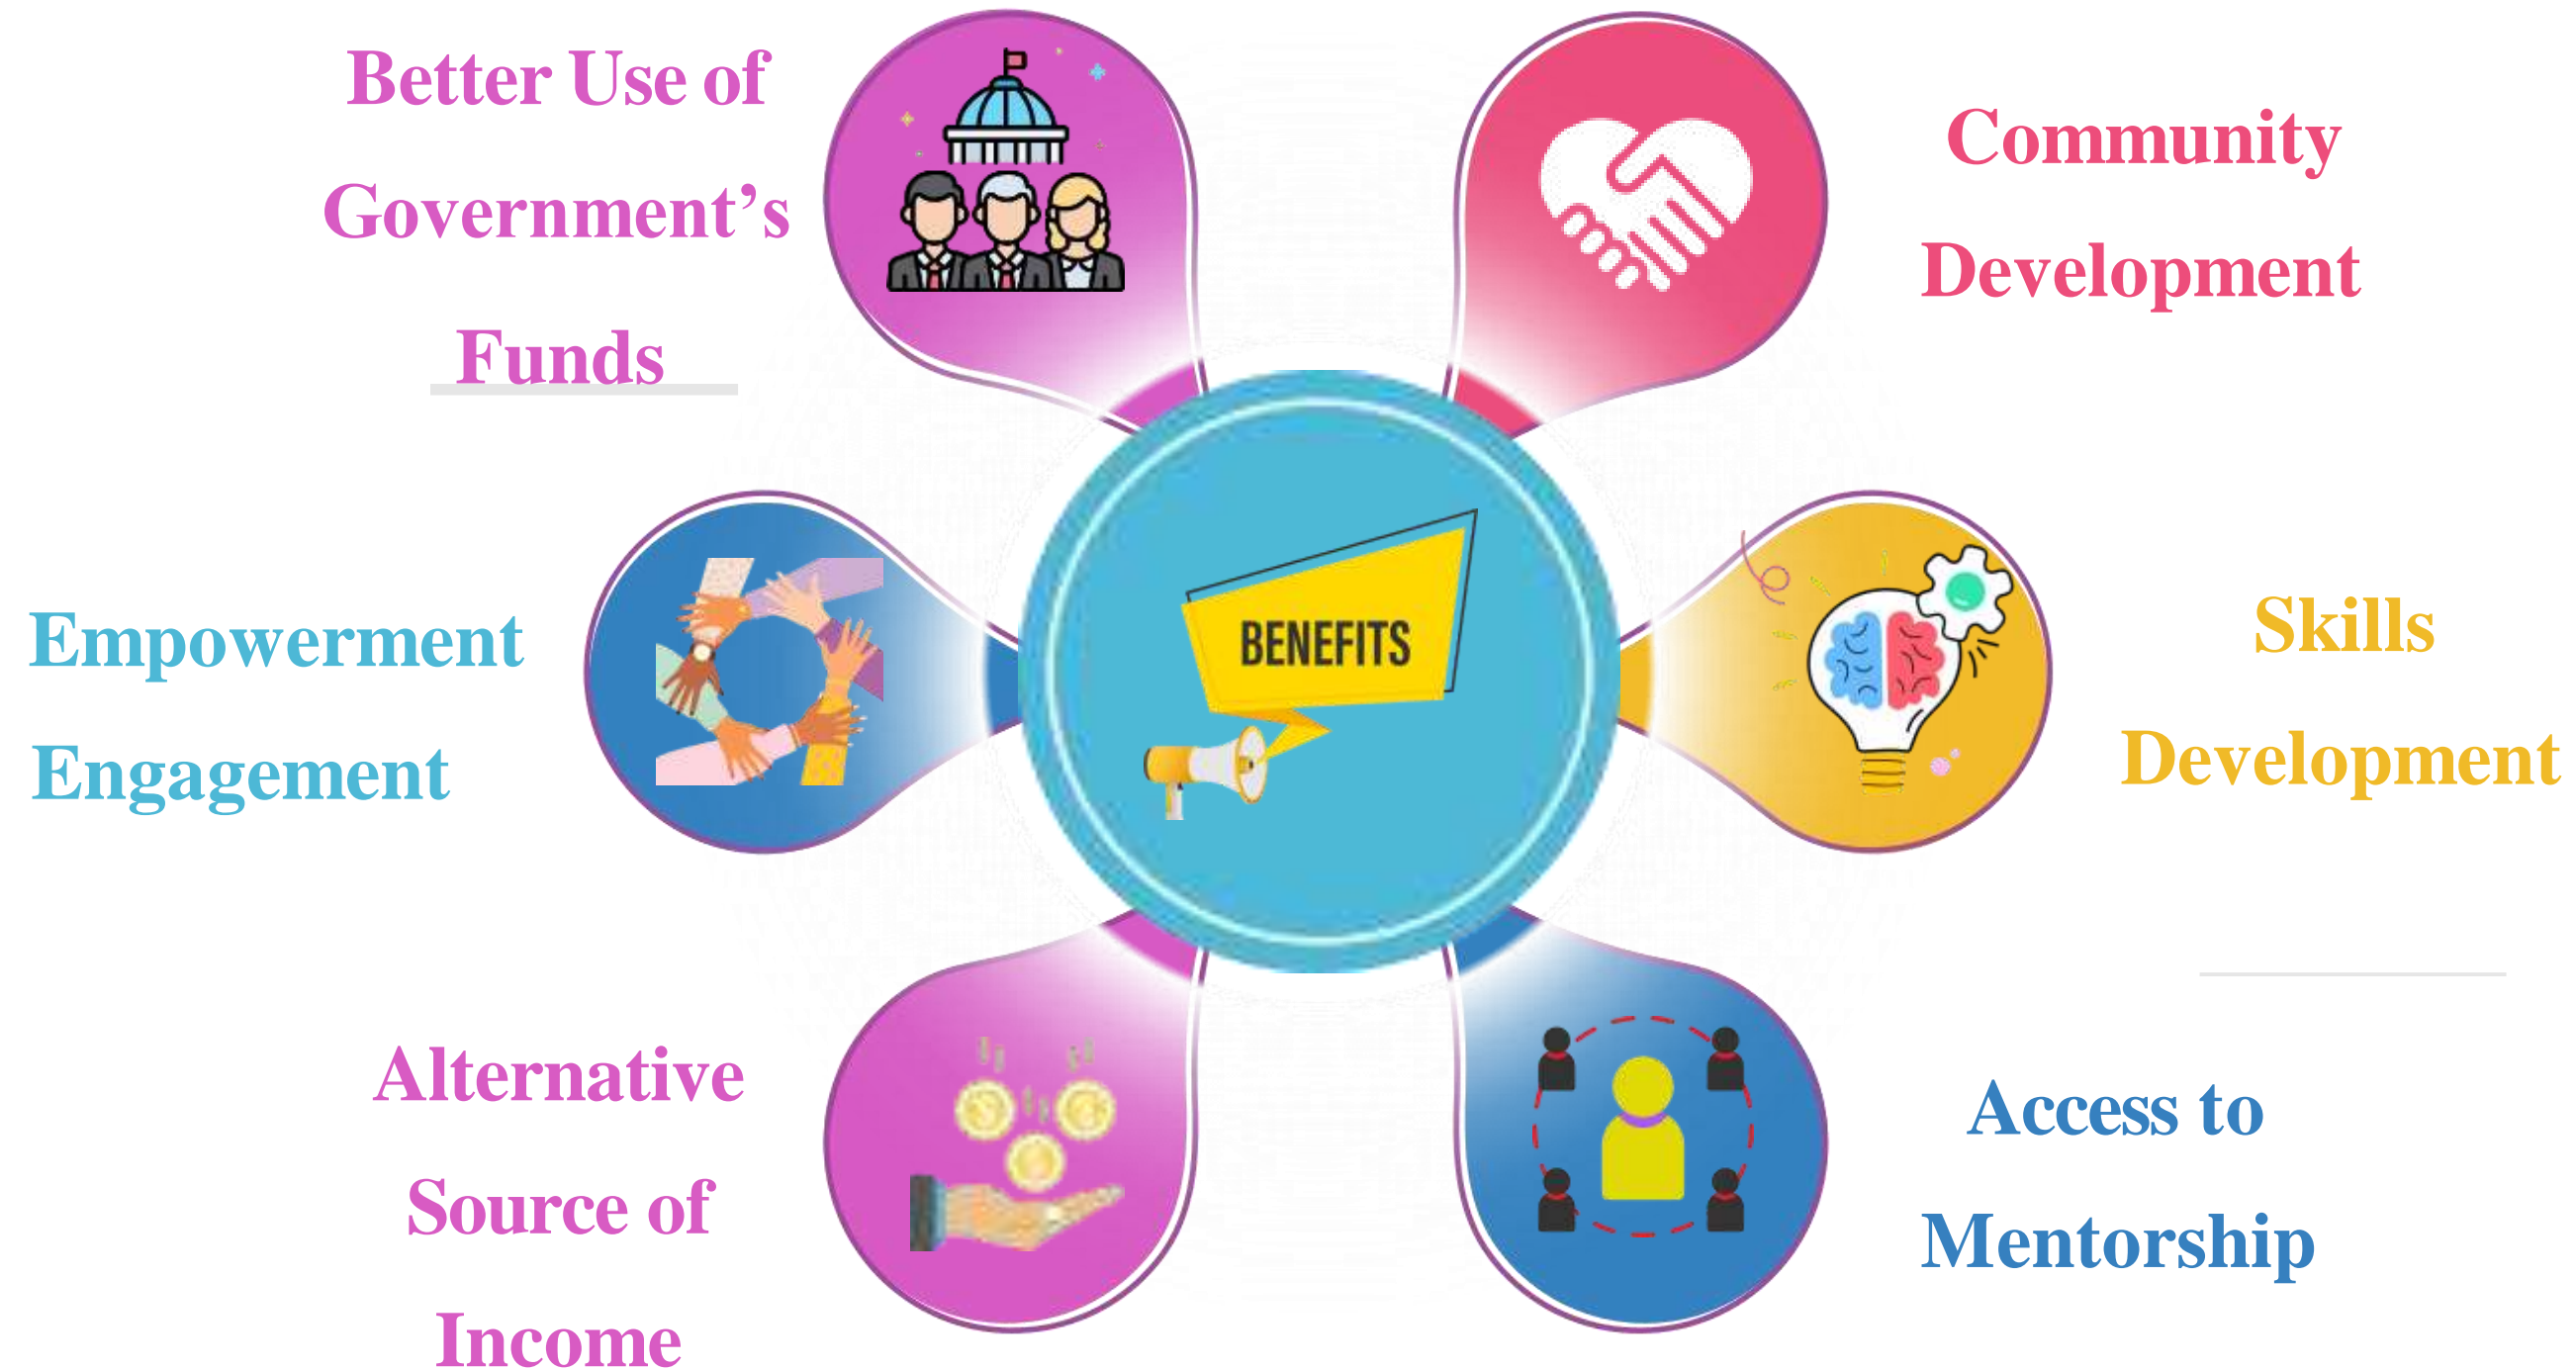 Better Use of
Government’s
Funds
Community
Development
Empowerment
Engagement
BENEFITS
Skills
Development
Alternative
Source of
Income
Access to
Mentorship